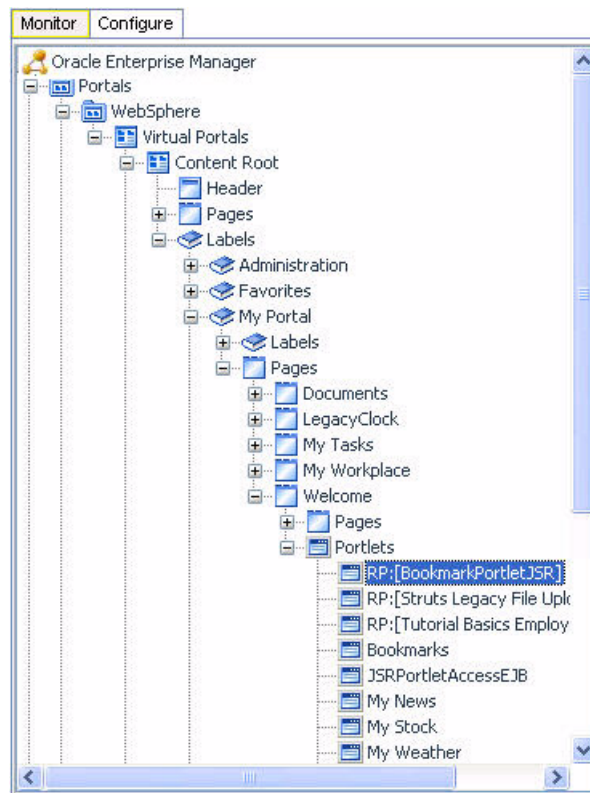 Monitor Configure
Oracle Enterprise Manager
Portals
WebSphere
Virtual Portals
Content Root
Header
Pages
Labels
Administration
Favorites
My Portal
Labels
Pages
Documents
LegacyClock
My Tasks
My Workplace
Welcome
Pages
Portlets
RP:[BookmarkPortletJSR]
RP:[Struts Legacy File Uplo
RP:[Tutorial Basics Employ
Bookmarks
JSRPortletAccessEJB
My News
My Stock
My Weather